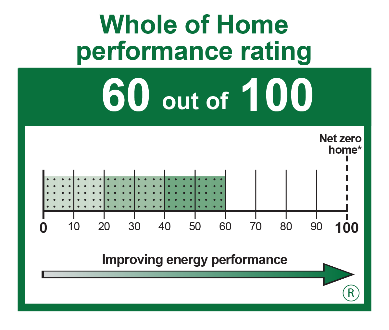 Whole of Home
performance rating
60 out of 100
Net zero
home*
0 10 20 30 40 50 60 70 80 90 100
Improving energy performance
®